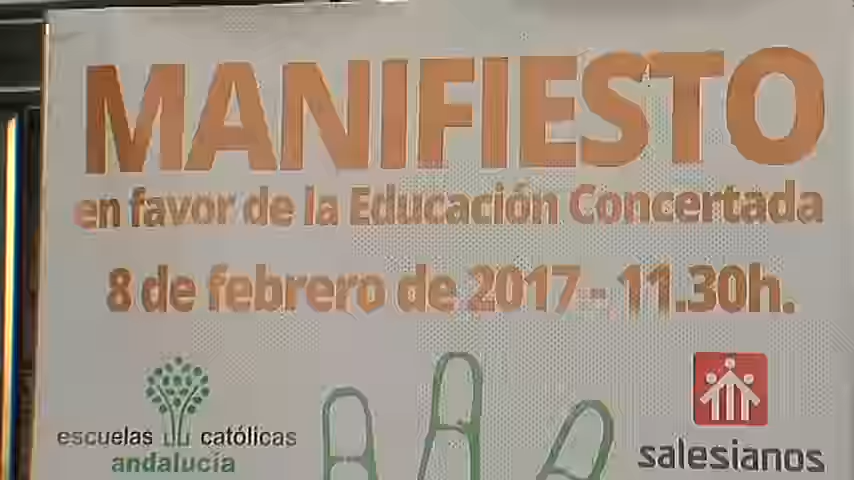 MANIFIESTO
en favor de la Educación Concertada
8 de febrero de 2017 - 11.30h.
escuelas católicas
andalucía
salesianos